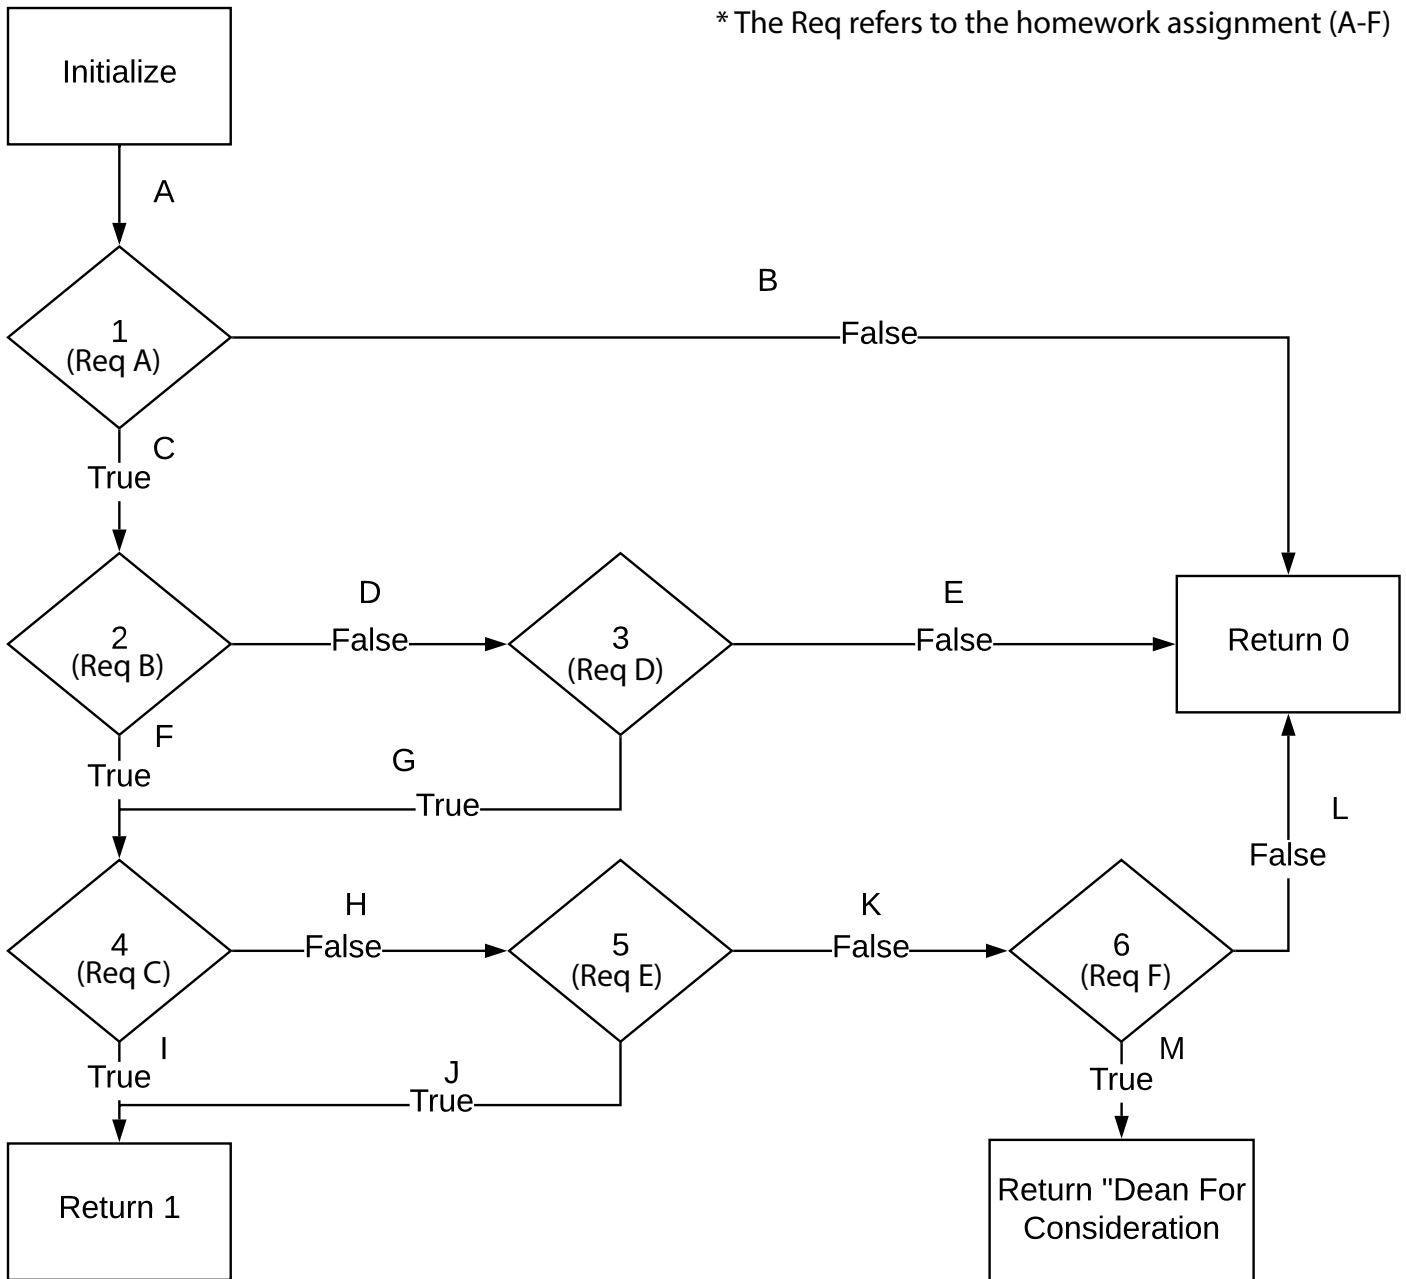 * The Req refers to the homework assignment (A-F)
Initialize
A
B
1
(Req A)
False
C
True
D
E
2
(Req B)
False
3
(Req D)
False
Return 0
F
True
G
True
L
False
H
K
4
(Req C)
False
5
(Req E)
False
6
(Req F)
I
True
J
True
M
True
Return 1
Return "Dean For
Consideration